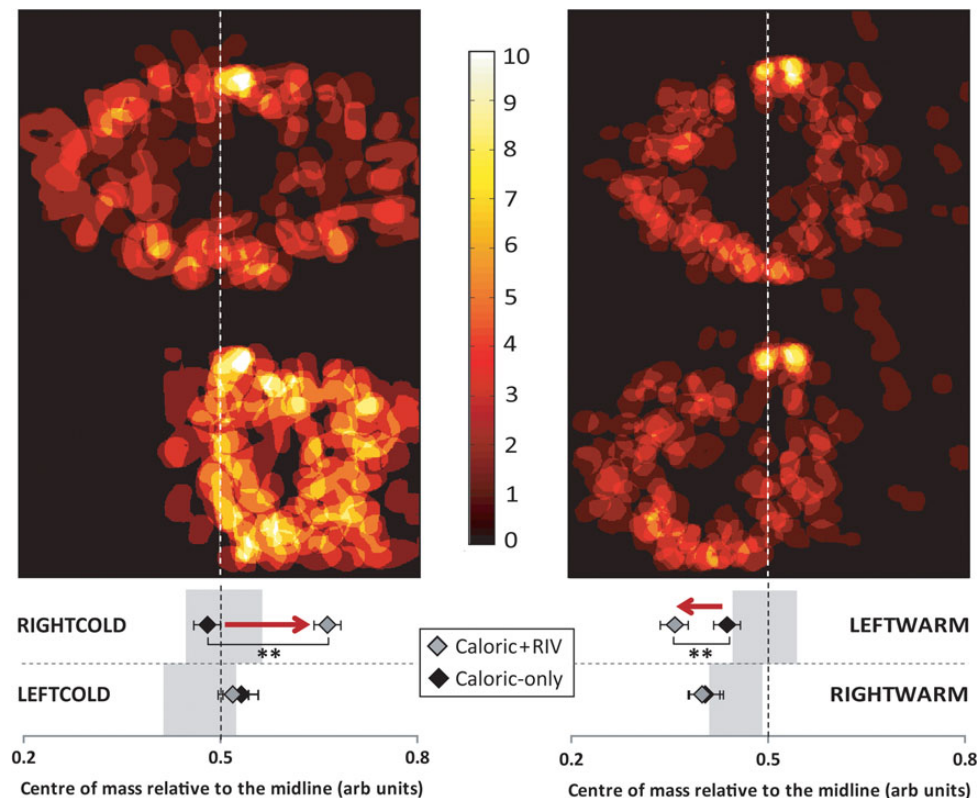 10
9
8
7
6
5
4
3
2
1
0
RIGHTCOLD
**
LEFTCOLD
Caloric+RIV
Caloric-only
**
LEFTWARM
RIGHTWARM
0.2 0.5 0.8
Centre of mass relative to the midline (arb units)
0.2 0.5 0.8
Centre of mass relative to the midline (arb units)